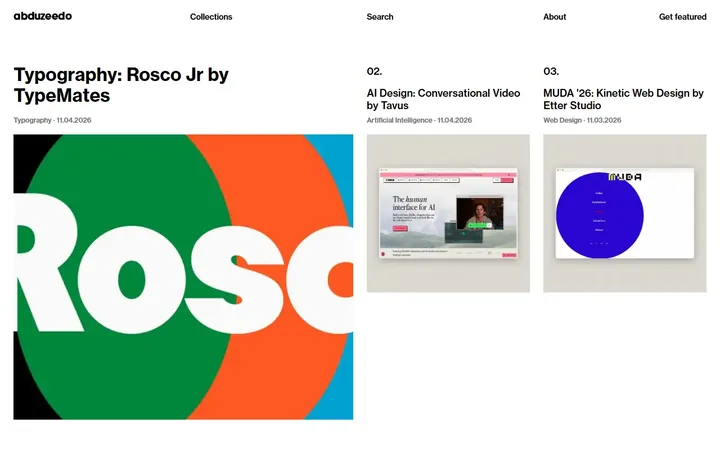 abduzeedo
Collections
Search
About
Get featured
Typography: Rosco Jr by
TypeMates
Typography · 11.04.2026
Rosco
02.
AI Design: Conversational Video
by Tavus
Artificial Intelligence · 11.04.2026
The human
interface for AI
03.
MUDA '26: Kinetic Web Design by
Etter Studio
Web Design · 11.03.2026
MUDA